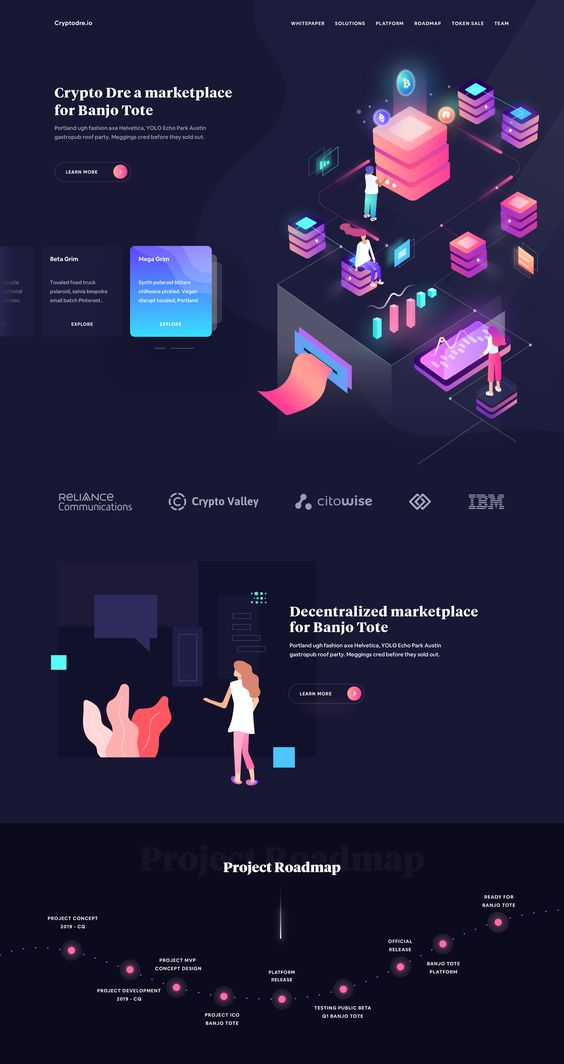 Cryptodre.io
WHITEPAPER SOLUTIONS PLATFORM ROADMAP TOKEN SALE TEAM
Crypto Dre a marketplace
for Banjo Tote
Portland ugh fashion axe Helvetica, YOLO Echo Park Austin
gastropub roof party. Meggings cred before they sold out.
LEARN MORE
Beta Grim
Tousled food truck
polaroid, salvia bespoke
small batch Pinterest..
EXPLORE
Mega Grim
Synth polaroid bitters
chillwave pickled. Vegan
disrupt tousled, Portland
EXPLORE
RELIANCE
Communications
Crypto Valley
citowise
IBM
Decentralized marketplace
for Banjo Tote
Portland ugh fashion axe Helvetica, YOLO Echo Park Austin
gastropub roof party. Meggings cred before they sold out.
LEARN MORE
Project Roadmap
Project Roadmap
PROJECT CONCEPT
2019 - CQ
PROJECT DEVELOPMENT
2019 - CQ
PROJECT MVP
CONCEPT DESIGN
PROJECT ICO
BANJO TOTE
PLATFORM
RELEASE
TESTING PUBLIC BETA
Q1 BANJO TOTE
OFFICIAL
RELEASE
BANJO TOTE
PLATFORM
READY FOR
BANJO TOTE